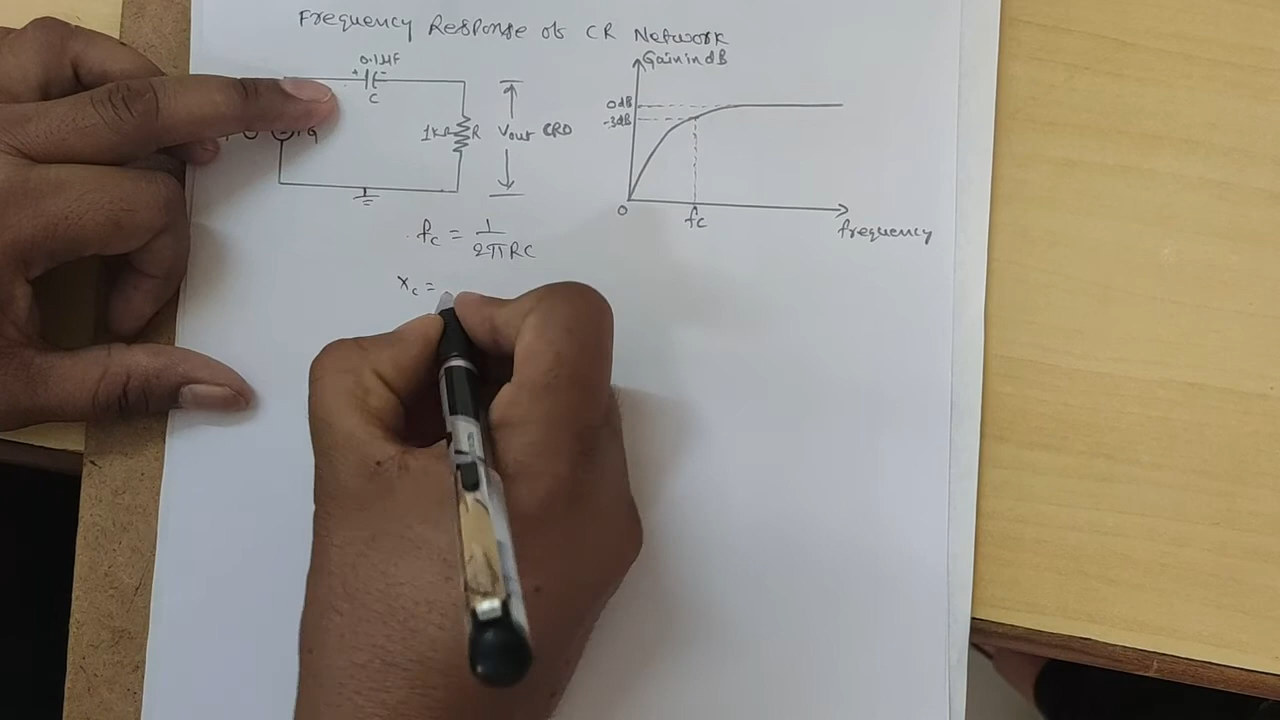 Frequency Response of CR Network
0.1µF
+ -
C
1KΩ R
Vout CRO
Gain in dB
0dB
-3dB
0
fc
frequency
fc = 1 / 2πRC
Xc =